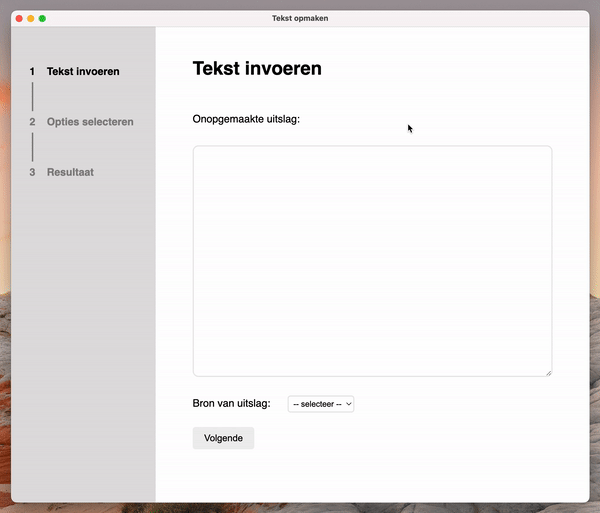 Tekst opmaken
1 Tekst invoeren
2 Opties selecteren
3 Resultaat
Tekst invoeren
Onopgemaakte uitslag:
Bron van uitslag: -- selecteer --
Volgende